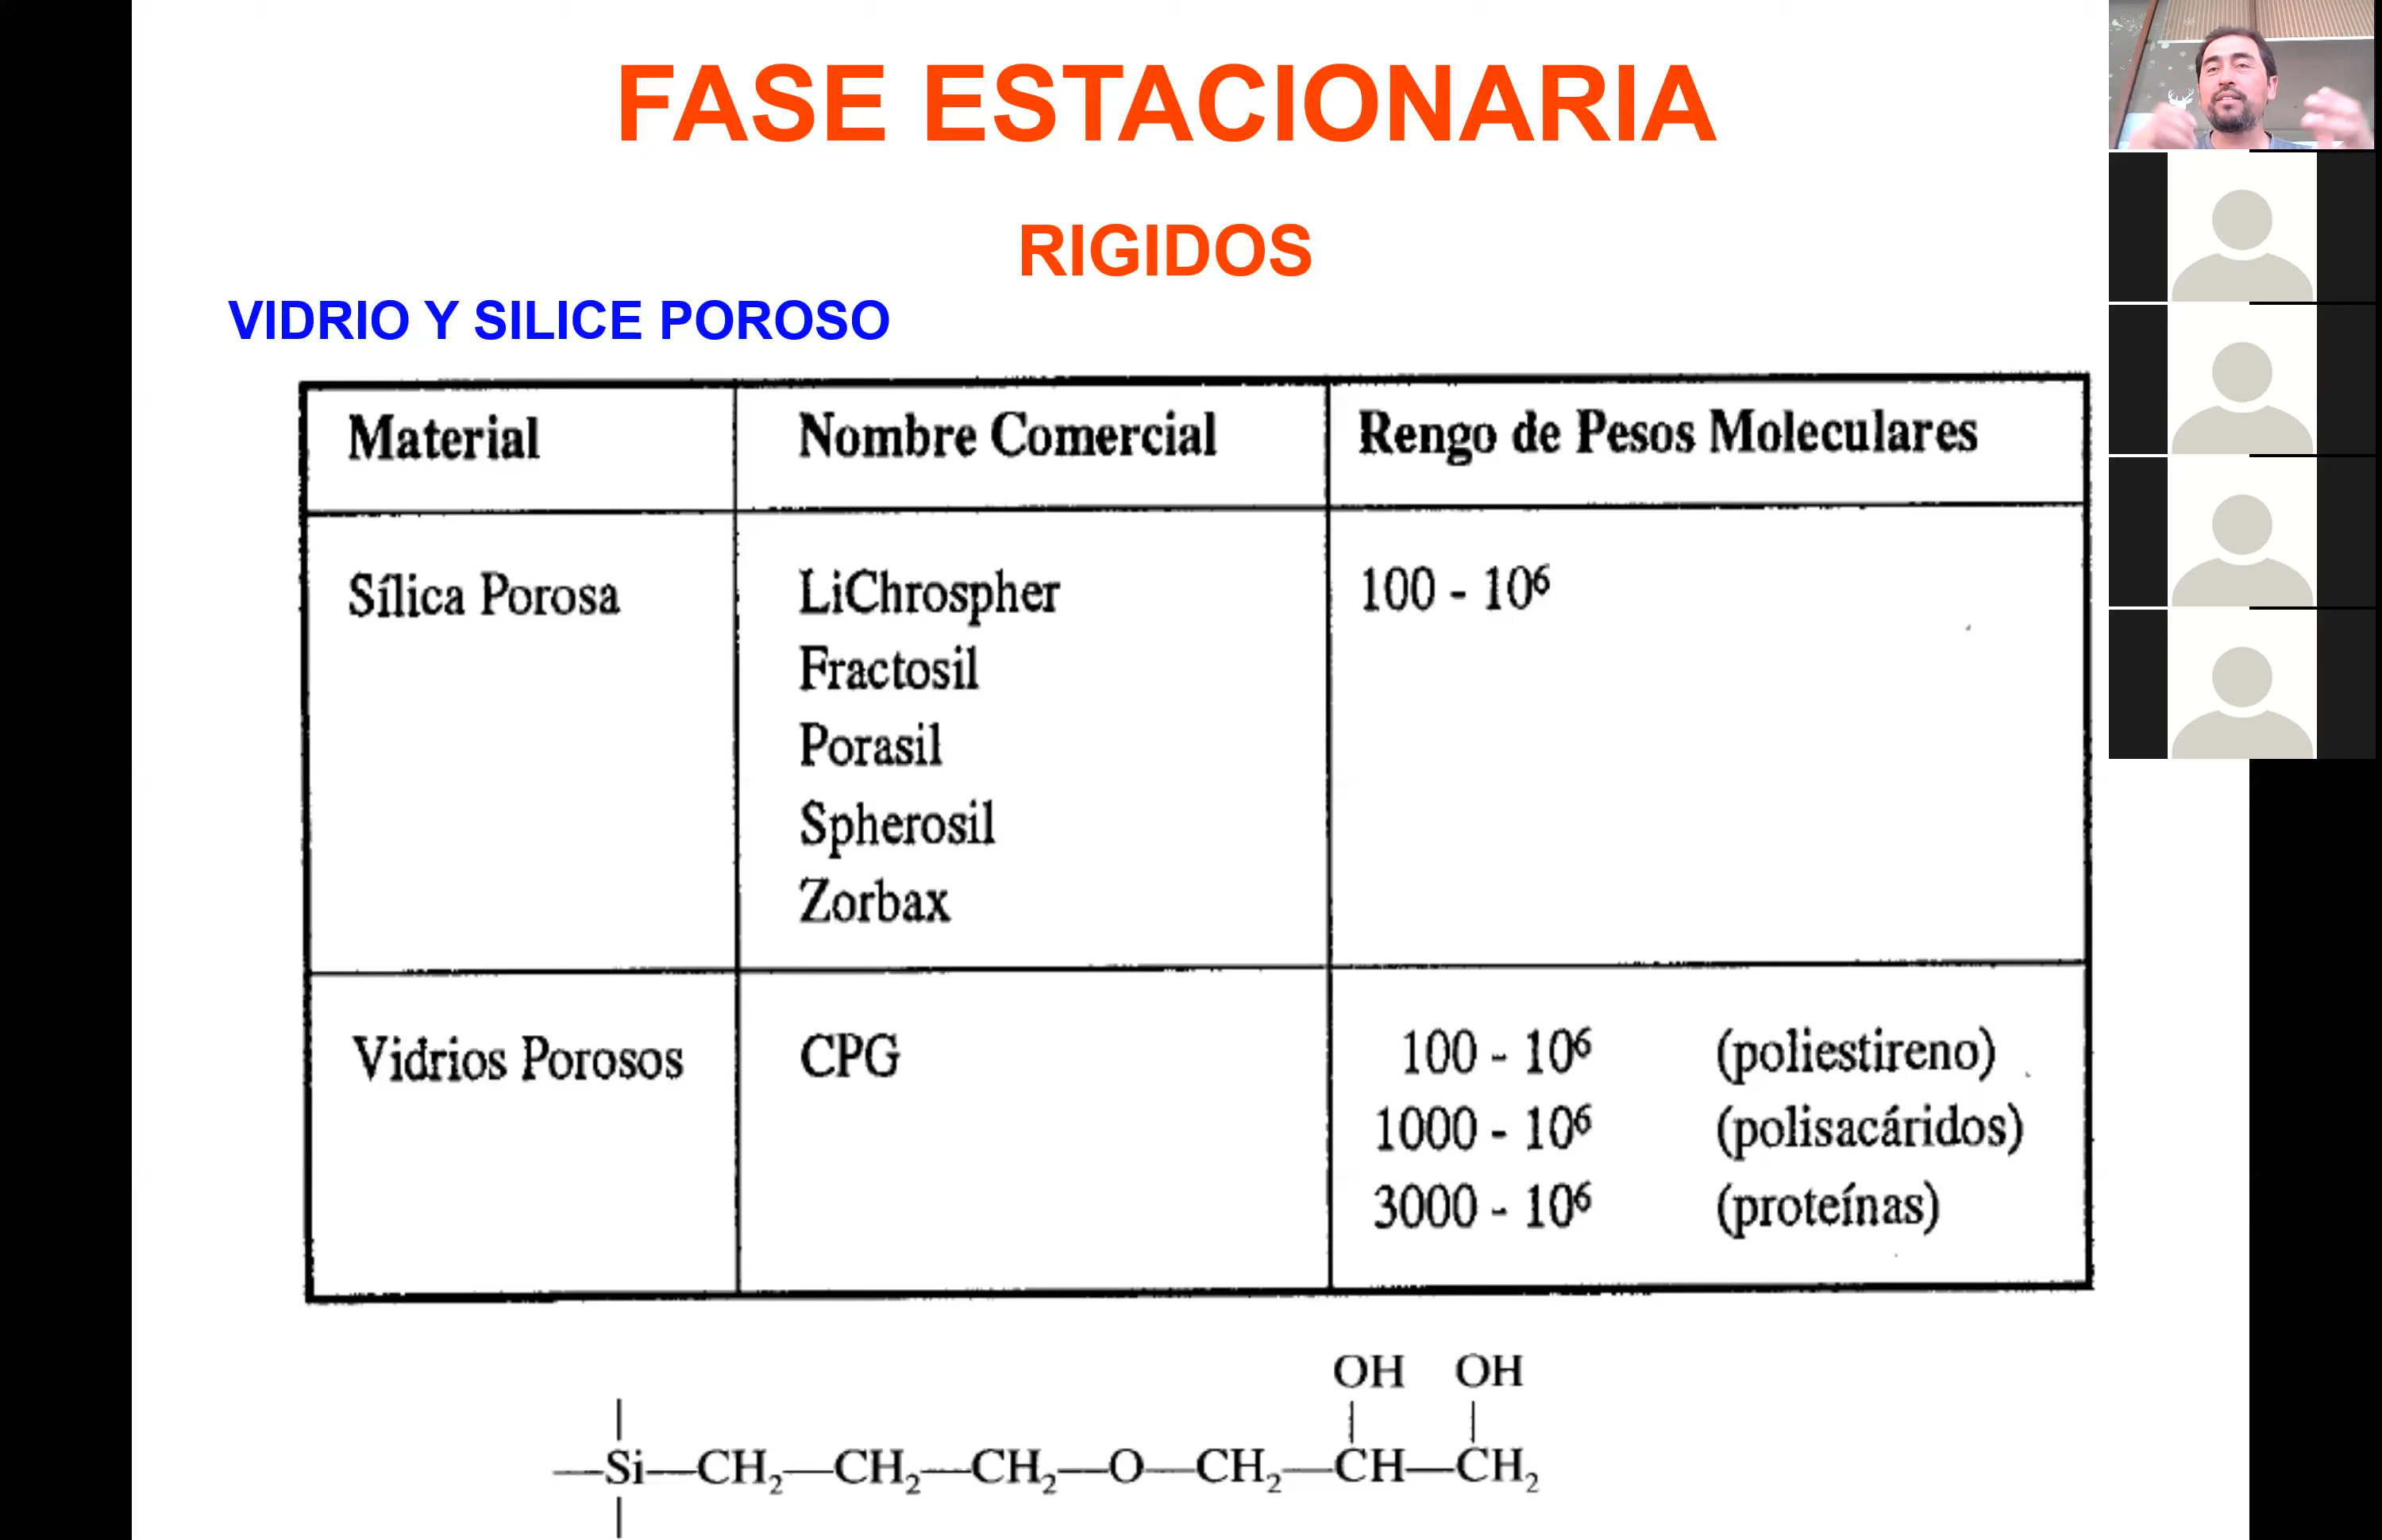 FASE ESTACIONARIA
RIGIDOS
VIDRIO Y SILICE POROSO
Material Nombre Comercial Rengo de Pesos Moleculares
Sílica Porosa LiChrospher 100 - 10⁶
Fractosil
Porasil
Spherosil
Zorbax
Vidrios Porosos CPG 100 - 10⁶ (poliestireno)
1000 - 10⁶ (polisacáridos)
3000 - 10⁶ (proteínas)
OH OH
—Si—CH₂—CH₂—CH₂—O—CH₂—CH—CH₂